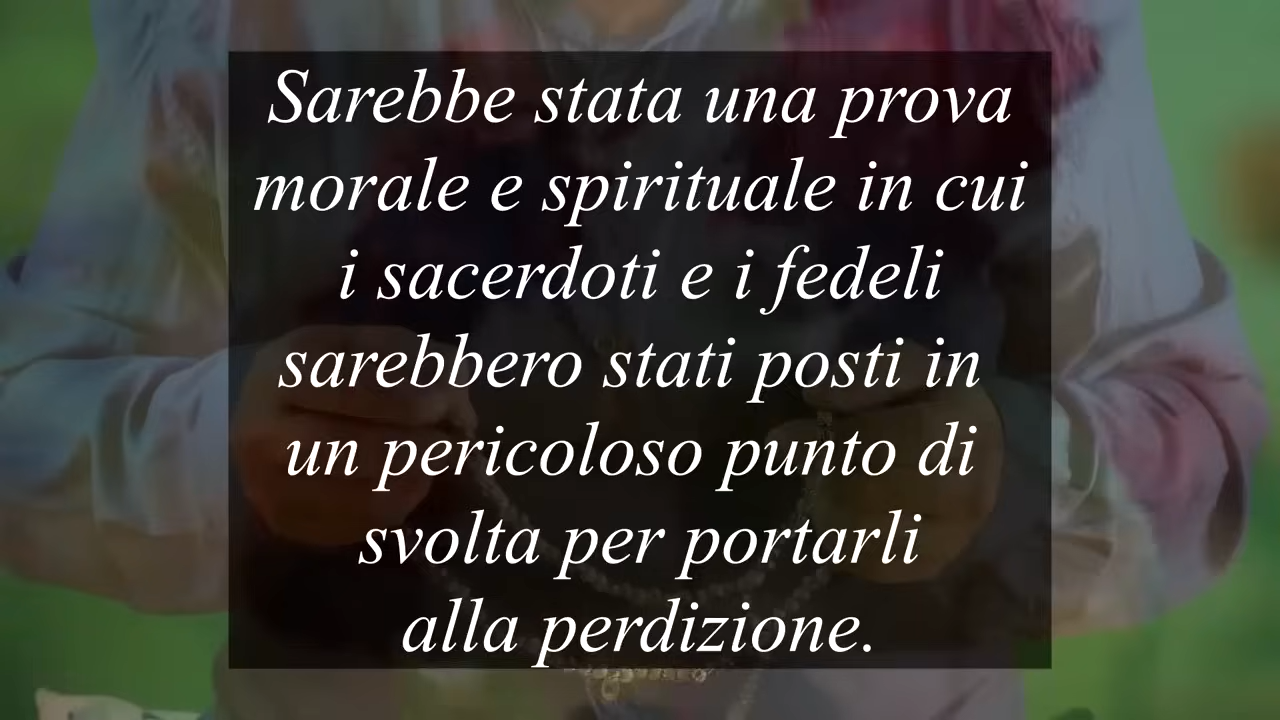 Sarebbe stata una prova
morale e spirituale in cui
i sacerdoti e i fedeli
sarebbero stati posti in
un pericoloso punto di
svolta per portarli
alla perdizione.